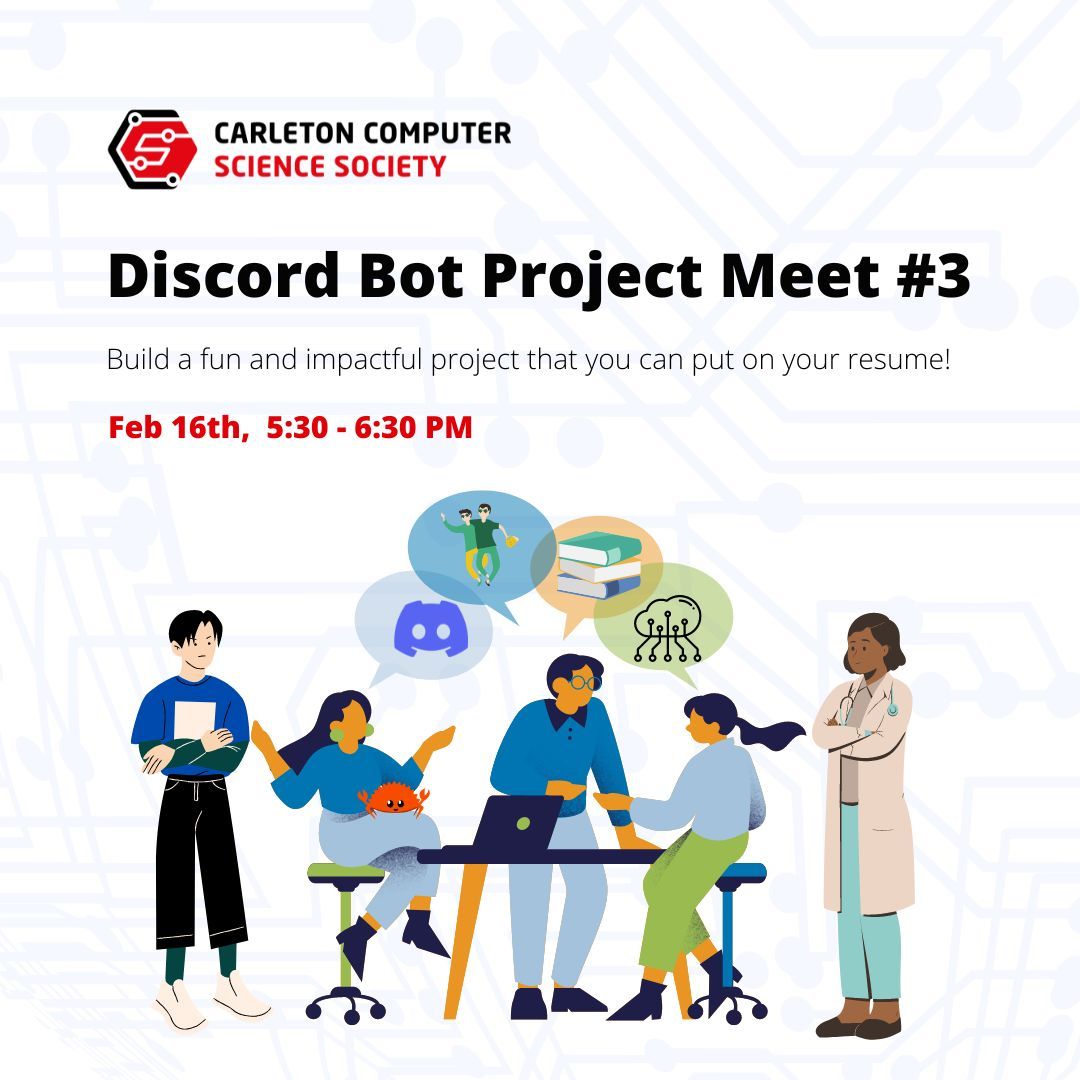 CARLETON COMPUTER
SCIENCE SOCIETY
Discord Bot Project Meet #3
Build a fun and impactful project that you can put on your resume!
Feb 16th, 5:30 - 6:30 PM